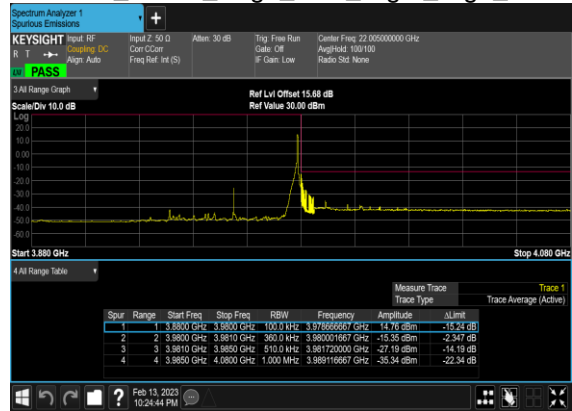 Spectrum Analyzer 1
Spurious Emissions
+
KEYSIGHT Input: RF Input Z: 50 Ω Atten: 30 dB Trig: Free Run Center Freq: 22.005000000 GHz
R T Coupling: DC Corr CCorr Gate: Off Avg|Hold: 100/100
Align: Auto Freq Ref: Int (S) IF Gain: Low Radio Std: None
LW PASS
3 All Range Graph
Ref Lvl Offset 15.68 dB
Scale/Div 10.0 dB Ref Value 30.00 dBm
Log
20.0
10.0
0.00
-10.0
-20.0
-30.0
-40.0
-50.0
-60.0
Start 3.880 GHz Stop 4.080 GHz
4 All Range Table
Measure Trace Trace 1
Trace Type Trace Average (Active)
Spur Range Start Freq Stop Freq RBW Frequency Amplitude ΔLimit
1 1 3.8800 GHz 3.9800 GHz 100.0 kHz 3.978666667 GHz 14.76 dBm -15.24 dB
2 2 3.9800 GHz 3.9810 GHz 360.0 kHz 3.980001667 GHz -15.35 dBm -2.347 dB
3 3 3.9810 GHz 3.9850 GHz 510.0 kHz 3.981720000 GHz -27.19 dBm -14.19 dB
4 4 3.9850 GHz 4.0800 GHz 1.000 MHz 3.989116667 GHz -35.34 dBm -22.34 dB
? Feb 13, 2023
10:24:44 PM